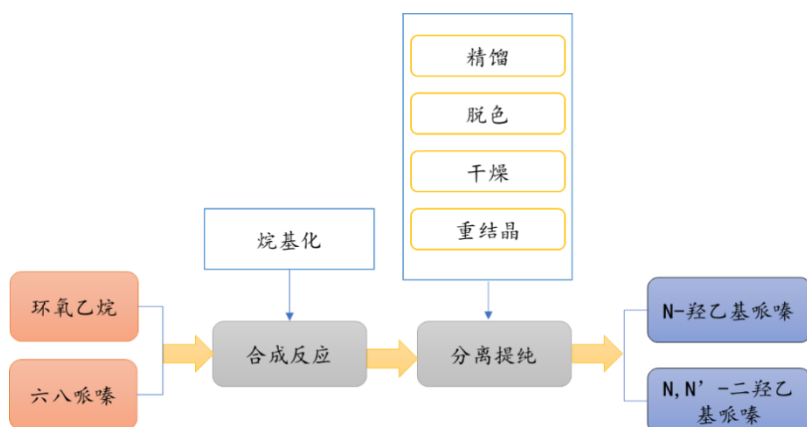 精馏
脱色
干燥
重结晶
烷基化
环氧乙烷
六八哌嗪
合成反应
分离提纯
N-羟乙基哌嗪
N,N’-二羟乙
基哌嗪